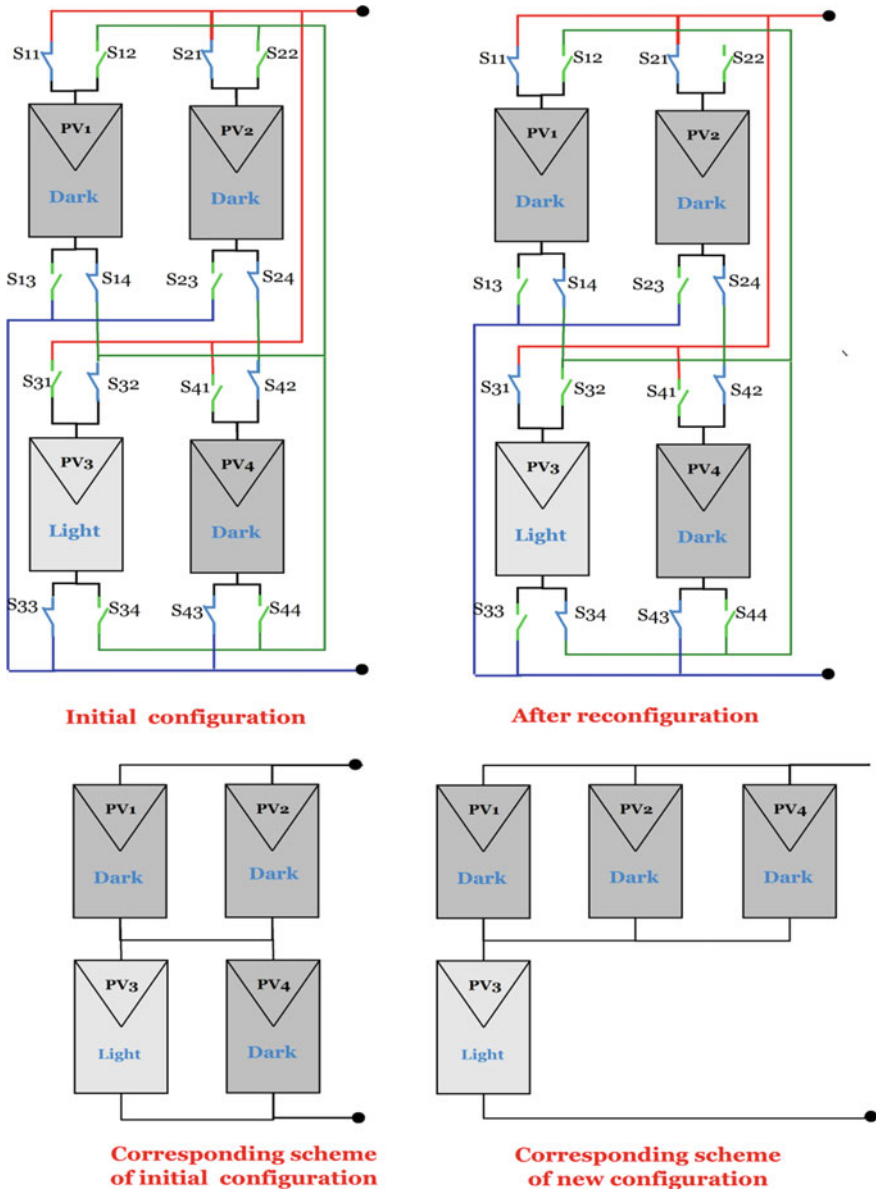 S11 S12 S21 S22
PV1 PV2
Dark Dark
S13 S14 S23 S24
S31 S32 S41 S42
PV3 PV4
Light Dark
S33 S34 S43 S44
Initial configuration
S11 S12 S21 S22
PV1 PV2
Dark Dark
S13 S14 S23 S24
S31 S32 S41 S42
PV3 PV4
Light Dark
S33 S34 S43 S44
After reconfiguration
PV1 PV2
Dark Dark
PV3 PV4
Light Dark
Corresponding scheme
of initial configuration
PV1 PV2 PV4
Dark Dark Dark
PV3
Light
Corresponding scheme
of new configuration